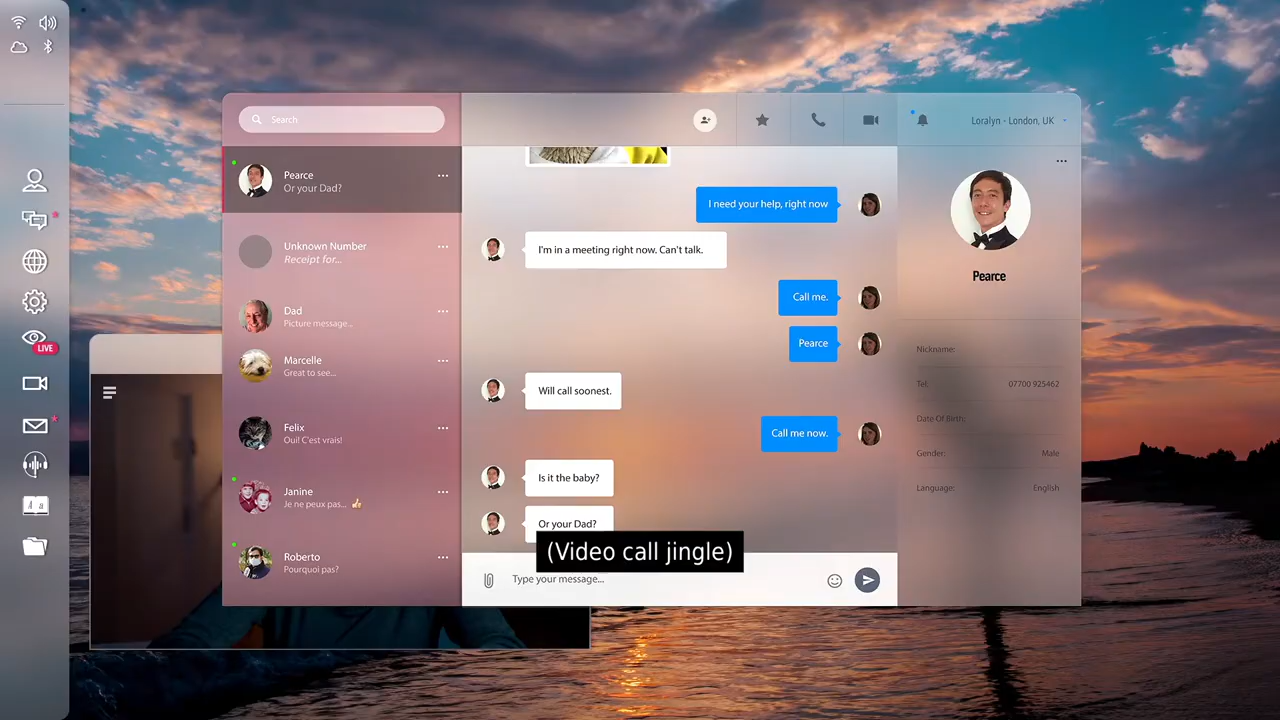 Search
Loralyn - London, UK
Pearce
Or your Dad?
Unknown Number
Receipt for...
Dad
Picture message...
Marcelle
Great to see...
Felix
Oui! C'est vrai!
Janine
Je ne peux pas...
Roberto
Pourquoi pas?
LIVE
I need your help, right now
I'm in a meeting right now. Can't talk.
Call me.
Pearce
Will call soonest.
Call me now.
Is it the baby?
Or your Dad?
(Video call jingle)
Type your message...
Pearce
Nickname:
Tel: 07700 925462
Date Of Birth:
Gender: Male
Language: English